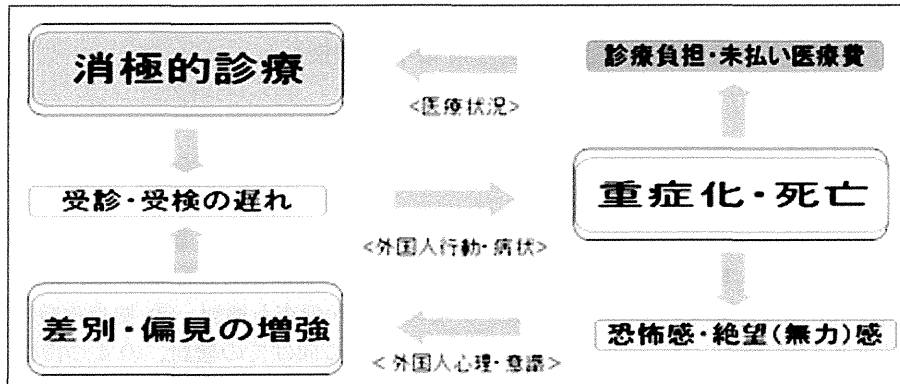 消極的診療
診療負担・未払い医療費
<医療状況>
受診・受検の遅れ
重症化・死亡
<外国人行動・病状>
差別・偏見の増強
恐怖感・絶望(無力)感
<外国人心理・意識>